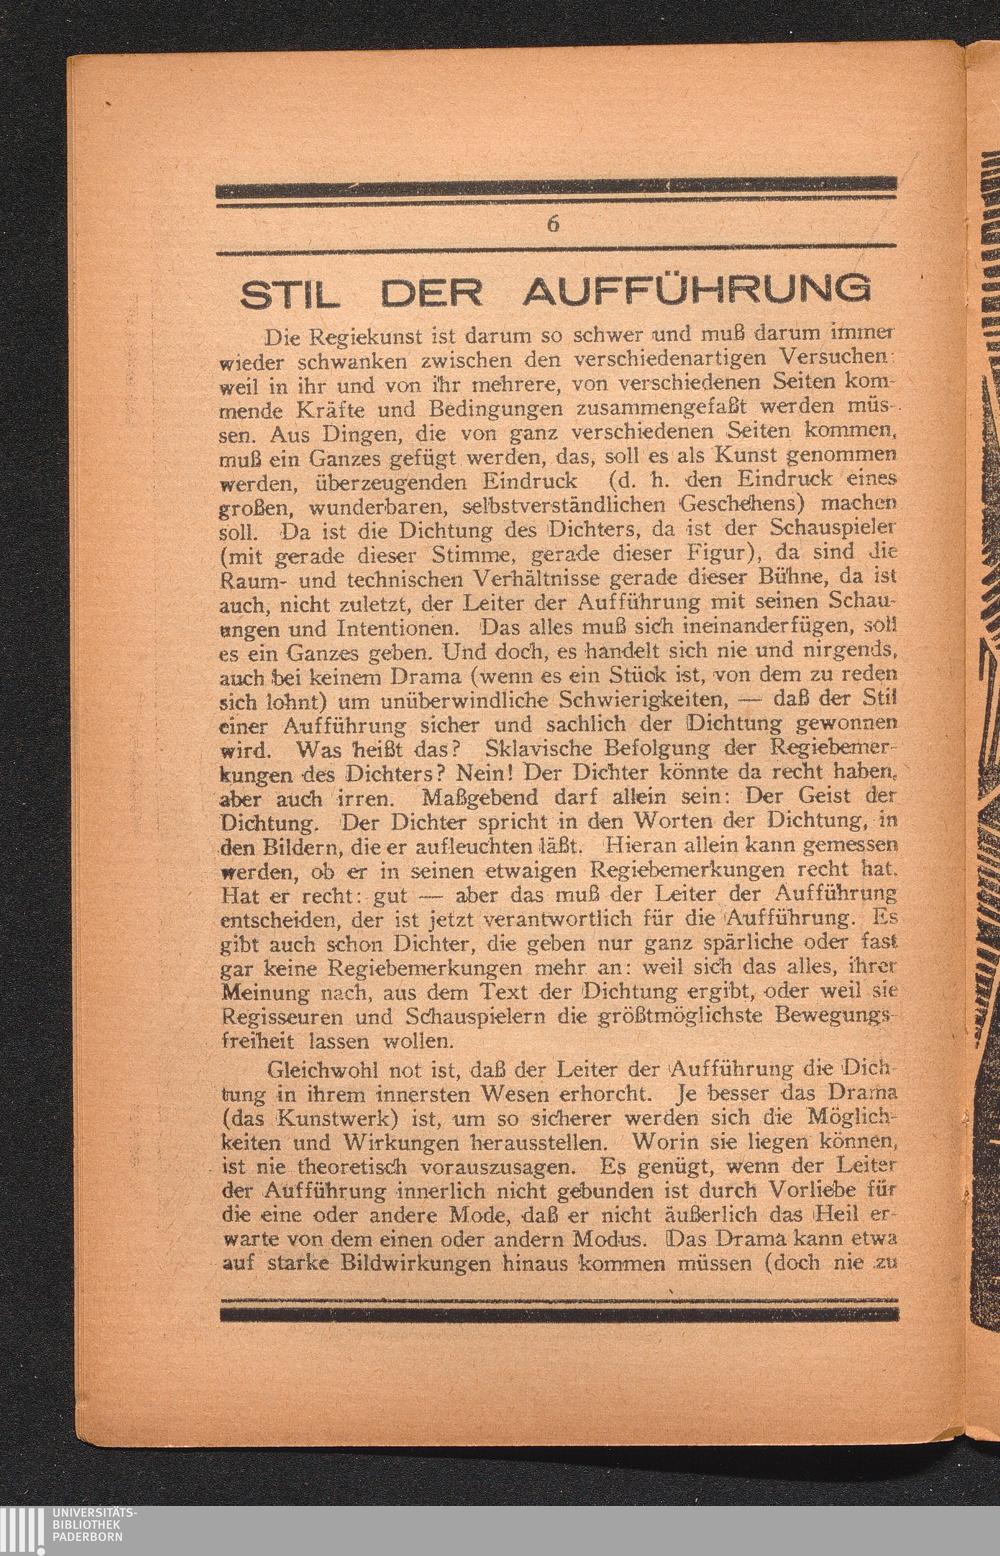 6
STIL DER AUFFÜHRUNG
Die Regiekunst ist darum so schwer und muß darum immer
wieder schwanken zwischen den verschiedenartigen Versuchen:
weil in ihr und von ihr mehrere, von verschiedenen Seiten kom-
mende Kräfte und Bedingungen zusammengefaßt werden müs-
sen. Aus Dingen, die von ganz verschiedenen Seiten kommen,
muß ein Ganzes gefügt werden, das, soll es als Kunst genommen
werden, überzeugenden Eindruck (d. h. den Eindruck eines
großen, wunderbaren, selbstverständlichen Geschehens) machen
soll. Da ist die Dichtung des Dichters, da ist der Schauspieler
(mit gerade dieser Stimme, gerade dieser Figur), da sind die
Raum- und technischen Verhältnisse gerade dieser Bühne, da ist
auch, nicht zuletzt, der Leiter der Aufführung mit seinen Schau-
ungen und Intentionen. Das alles muß sich ineinanderfügen, soll
es ein Ganzes geben. Und doch, es handelt sich nie und nirgends,
auch bei keinem Drama (wenn es ein Stück ist, von dem zu reden
sich lohnt) um unüberwindliche Schwierigkeiten, — daß der Stil
einer Aufführung sicher und sachlich der Dichtung gewonnen
wird. Was heißt das? Sklavische Befolgung der Regiebemer-
kungen des Dichters? Nein! Der Dichter könnte da recht haben,
aber auch irren. Maßgebend darf allein sein: Der Geist der
Dichtung. Der Dichter spricht in den Worten der Dichtung, in
den Bildern, die er aufleuchten läßt. Hieran allein kann gemessen
werden, ob er in seinen etwaigen Regiebemerkungen recht hat.
Hat er recht: gut — aber das muß der Leiter der Aufführung
entscheiden, der ist jetzt verantwortlich für die Aufführung. Es
gibt auch schon Dichter, die geben nur ganz spärliche oder fast
gar keine Regiebemerkungen mehr an: weil sich das alles, ihrer
Meinung nach, aus dem Text der Dichtung ergibt, oder weil sie
Regisseuren und Schauspielern die größtmöglichste Bewegungs-
freiheit lassen wollen.
Gleichwohl not ist, daß der Leiter der Aufführung die Dich-
tung in ihrem innersten Wesen erhorcht. Je besser das Drama
(das Kunstwerk) ist, um so sicherer werden sich die Möglich-
keiten und Wirkungen herausstellen. Worin sie liegen können,
ist nie theoretisch vorauszusagen. Es genügt, wenn der Leiter
der Aufführung innerlich nicht gebunden ist durch Vorliebe für
die eine oder andere Mode, daß er nicht äußerlich das Heil er-
warte von dem einen oder andern Modus. Das Drama kann etwa
auf starke Bildwirkungen hinaus kommen müssen (doch nie zu
UNIVERSITÄTS-
BIBLIOTHEK
PADERBORN